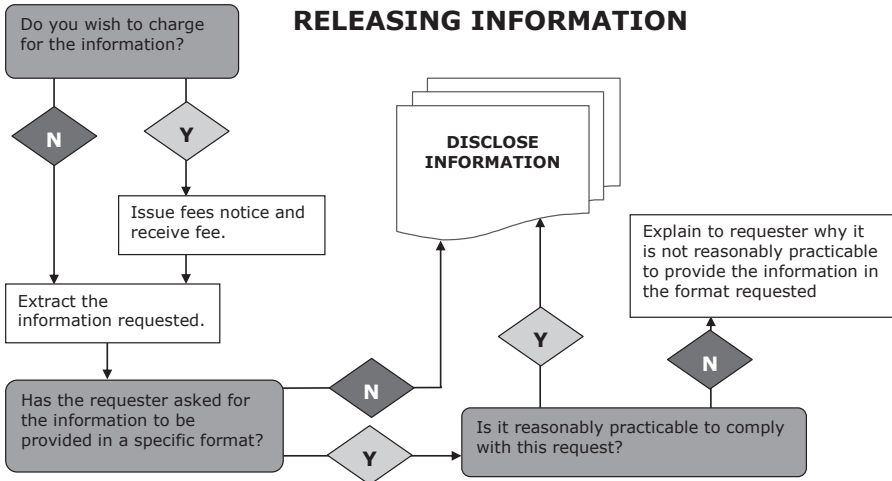 RELEASING INFORMATION
Do you wish to charge
for the information?
N
Y
Issue fees notice and
receive fee.
Extract the
information requested.
Has the requester asked for
the information to be
provided in a specific format?
N
Y
DISCLOSE
INFORMATION
Is it reasonably practicable to comply
with this request?
Y
N
Explain to requester why it
is not reasonably practicable
to provide the information in
the format requested